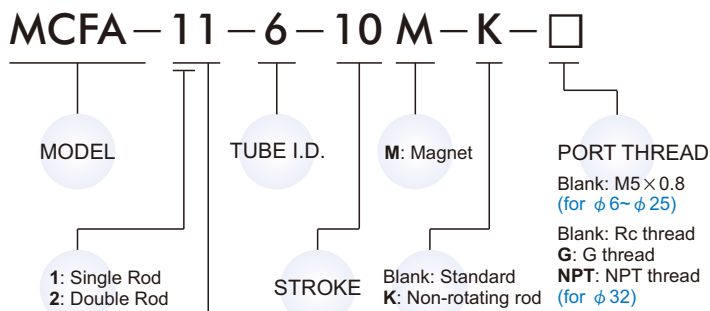 MCFA－11－6－10 M－K－□
MODEL
TUBE I.D.
M: Magnet
PORT THREAD
Blank: M5×0.8
(for φ6~φ25)
Blank: Rc thread
G: G thread
NPT: NPT thread
(for φ32)
1: Single Rod
2: Double Rod
STROKE
Blank: Standard
K: Non-rotating rod